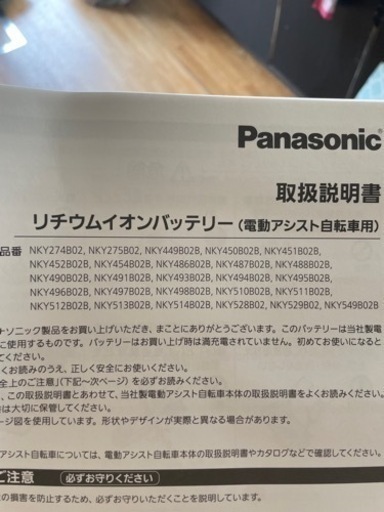 Panasonic
取扱説明書
リチウムイオンバッテリー(電動アシスト自転車用)
品番 NKY274B02, NKY275B02, NKY449B02B, NKY450B02B, NKY451B02B,
NKY452B02B, NKY454B02B, NKY486B02B, NKY487B02B, NKY488B02B,
NKY490B02B, NKY491B02B, NKY493B02B, NKY494B02B, NKY495B02B,
NKY496B02B, NKY497B02B, NKY498B02B, NKY510B02B, NKY511B02B,
NKY512B02B, NKY513B02B, NKY514B02B, NKY528B02, NKY529B02, NKY549B02B
ナソニック製品をお買い上げいただき、まことにありがとうございます。このバッテリーは当社製電
に使用するものです。バッテリーはお買い上げ時は満充電されていません。初めてお使いになると
てください。
よくお読みのうえ、正しく安全にお使いください。
全上のご注意」(下記〜次ページ)を必ずお読みください。
、この取扱説明書とあわせて、当社製電動アシスト自転車本体の取扱説明書をよくお読みください。
は大切に保管してください。
ージ図を使用しています。形状やデザインが実際と異なる場合があります。
アシスト自転車については、電動アシスト自転車本体の取扱説明書やカタログなどで確認してください。
ご注意 必ずお守りください
の損害を防止するため、必ずお守りいただくことを説明しています。